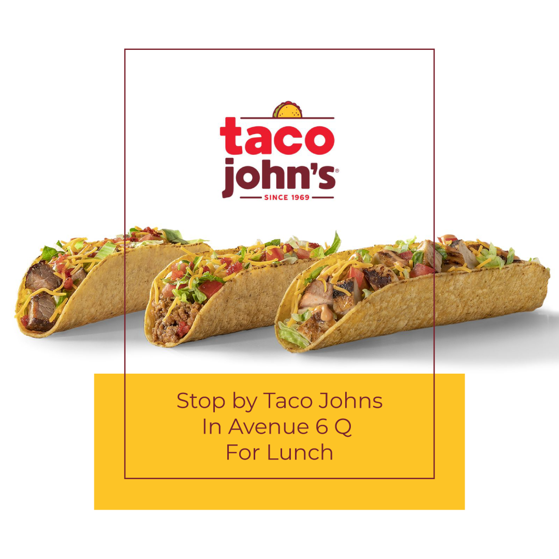 taco
john's®
SINCE 1969
Stop by Taco Johns
In Avenue 6 Q
For Lunch